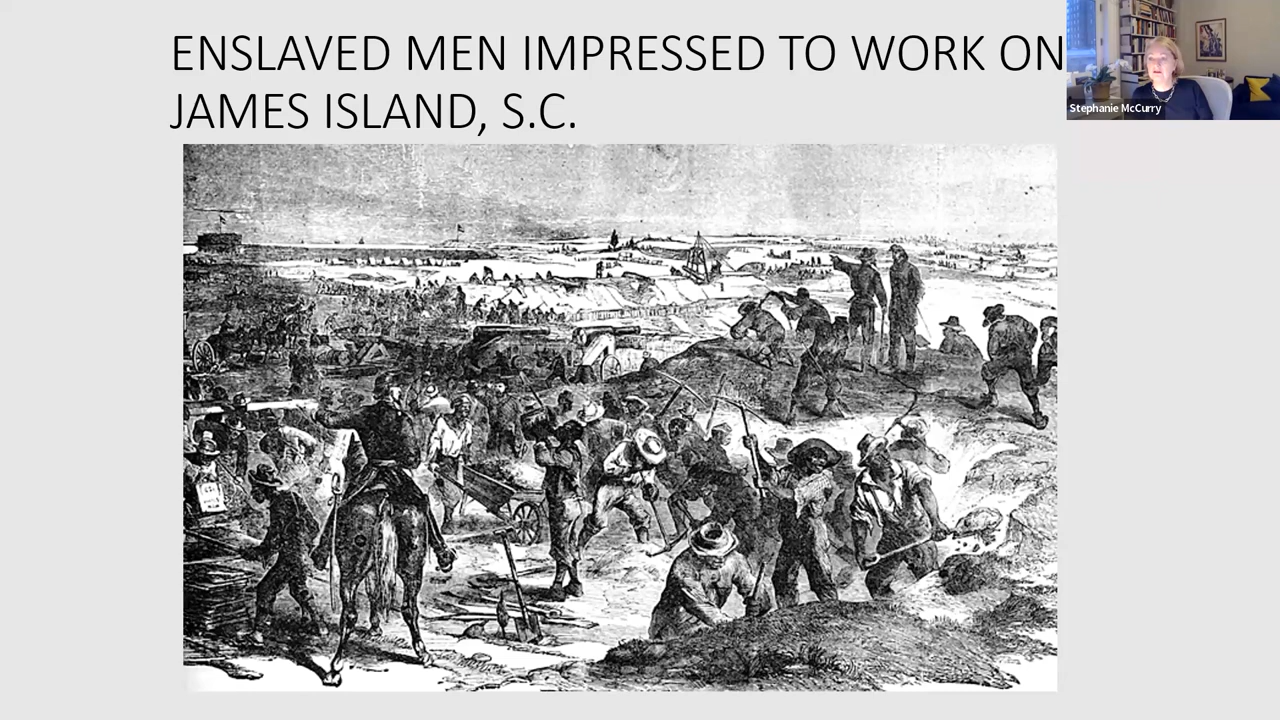 ENSLAVED MEN IMPRESSED TO WORK ON
JAMES ISLAND, S.C.
Stephanie McCurry